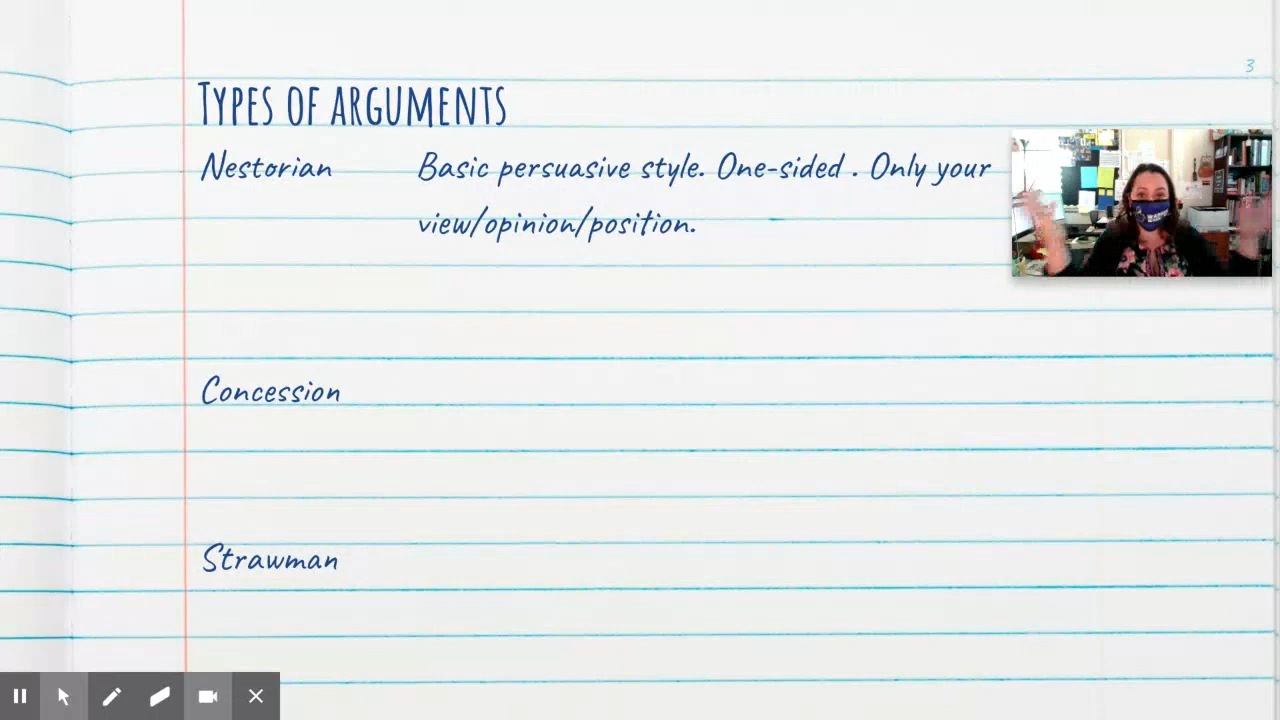 3
Types of arguments
Nestorian Basic persuasive style. One-sided . Only your
view/opinion/position.
Concession
Strawman